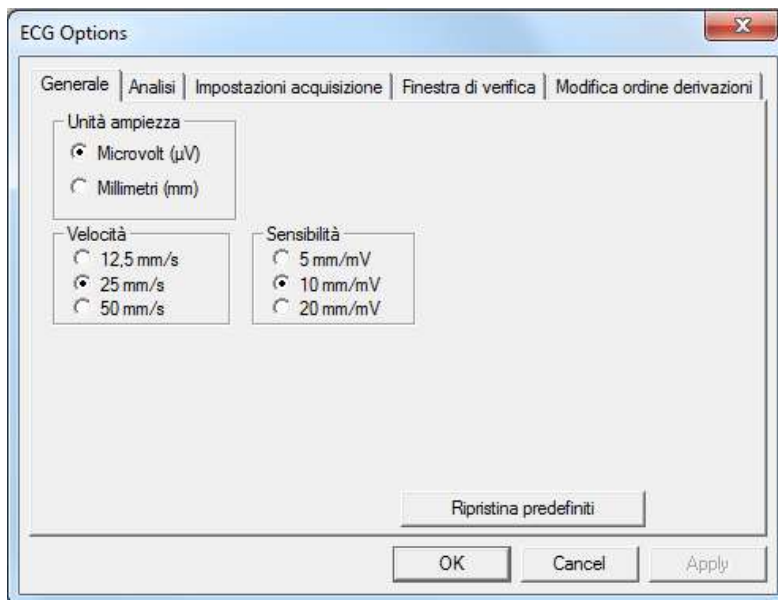 ECG Options
Generale Analisi Impostazioni acquisizione Finestra di verifica Modifica ordine derivazioni
Unità ampiezza
Microvolt (µV)
Millimetri (mm)
Velocità
12,5 mm/s
25 mm/s
50 mm/s
Sensibilità
5 mm/mV
10 mm/mV
20 mm/mV
Ripristina predefiniti
OK Cancel Apply